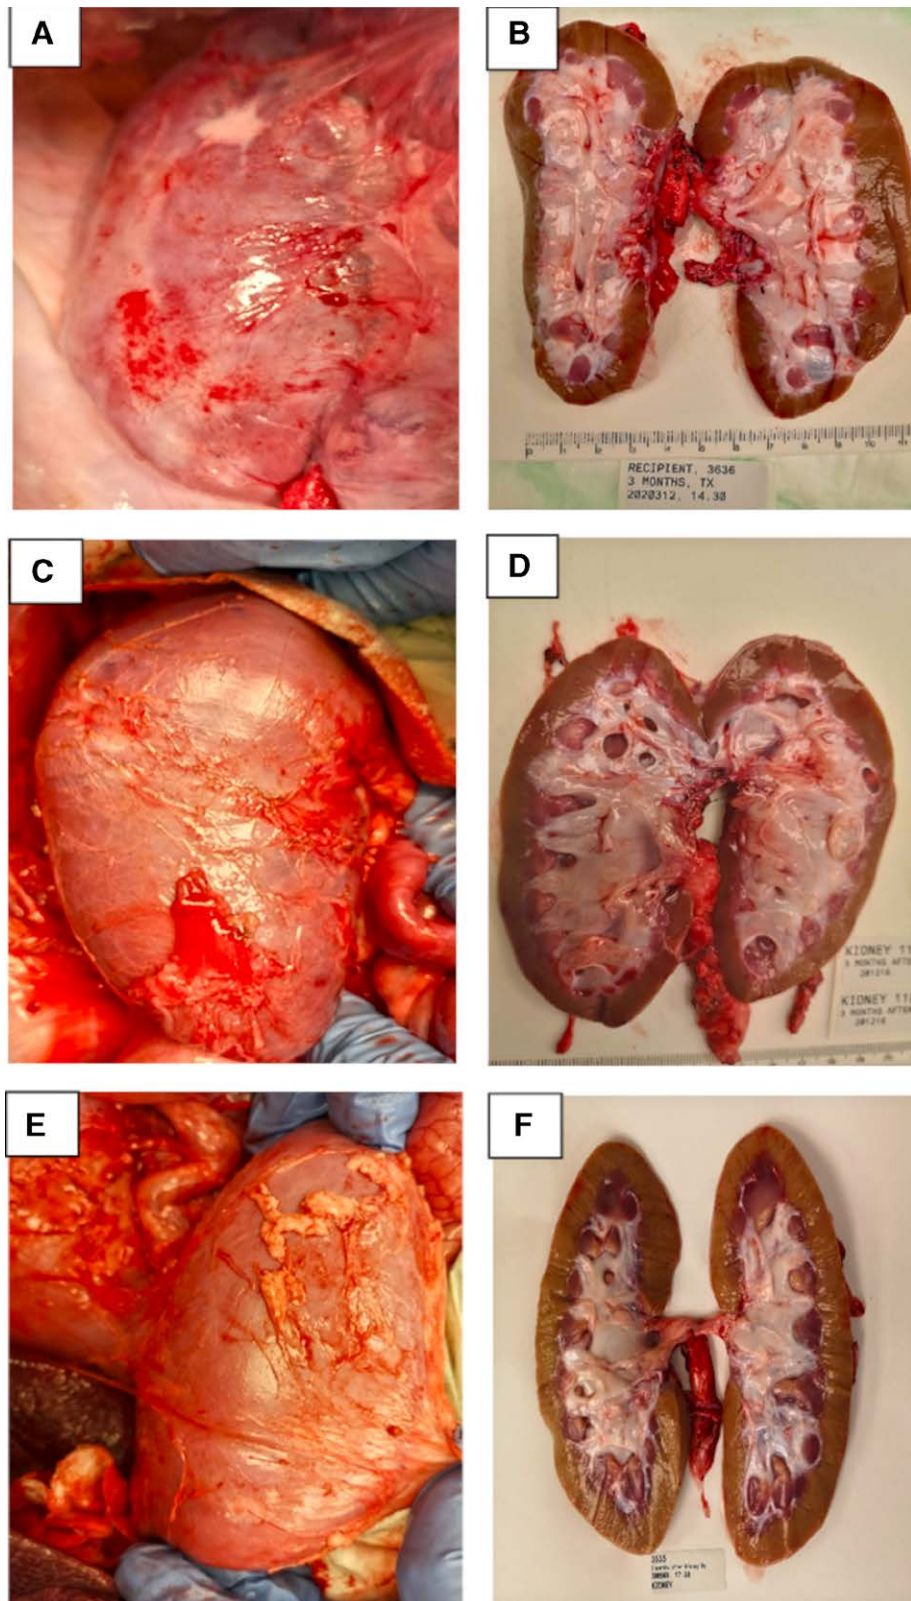 A
B
RECIPIENT, 3636
3 MONTHS, TX
2020312, 14.30
C
D
KIDNEY 11
3 MONTHS AFTE
201216
KIDNEY 11
3 MONTHS AFTE
201216
E
F
3535
KIDNEY